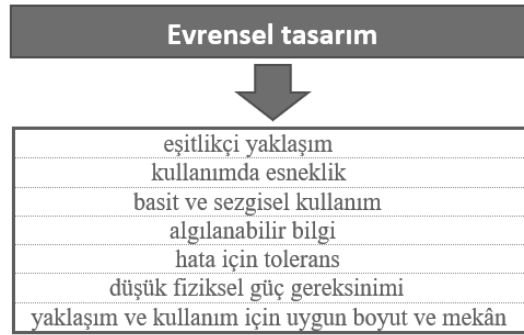 Evrensel tasarım
eşitlikçi yaklaşım
kullanımda esneklik
basit ve sezgisel kullanım
algılanabilir bilgi
hata için tolerans
düşük fiziksel güç gereksinimi
yaklaşım ve kullanım için uygun boyut ve mekân